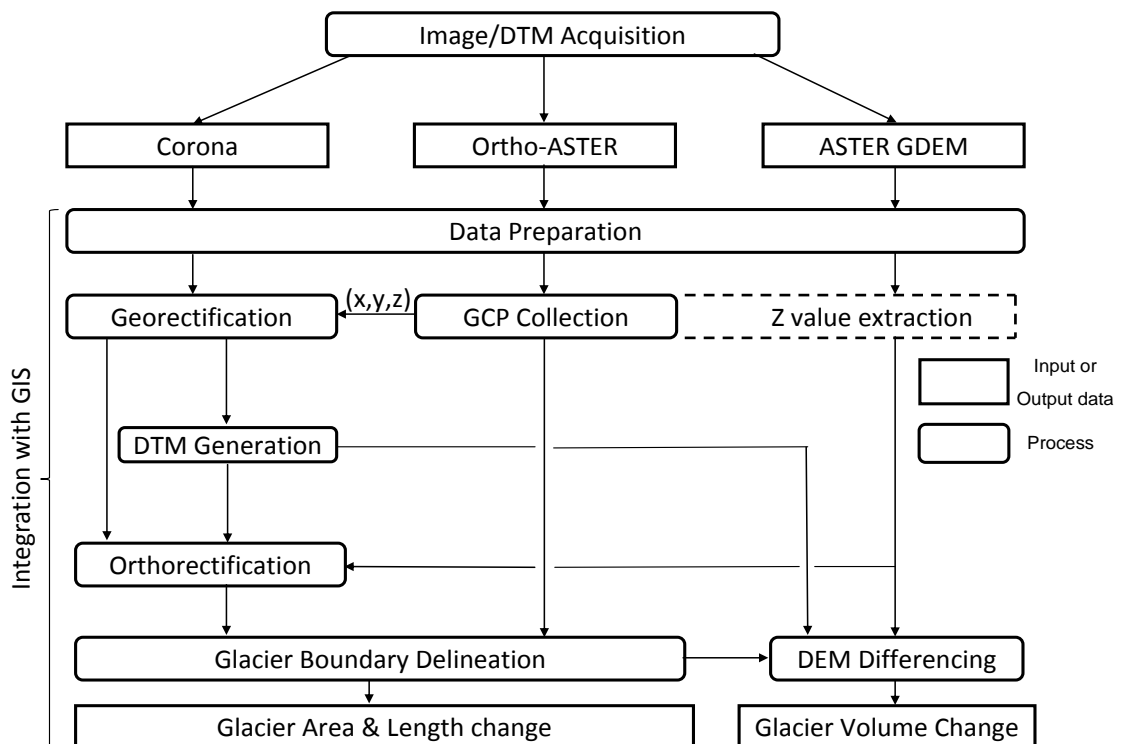 Image/DTM Acquisition
Corona
Ortho-ASTER
ASTER GDEM
Data Preparation
Georectification
(x,y,z)
GCP Collection
Z value extraction
Input or
Output data
Process
Integration with GIS
DTM Generation
Orthorectification
Glacier Boundary Delineation
DEM Differencing
Glacier Area & Length change
Glacier Volume Change